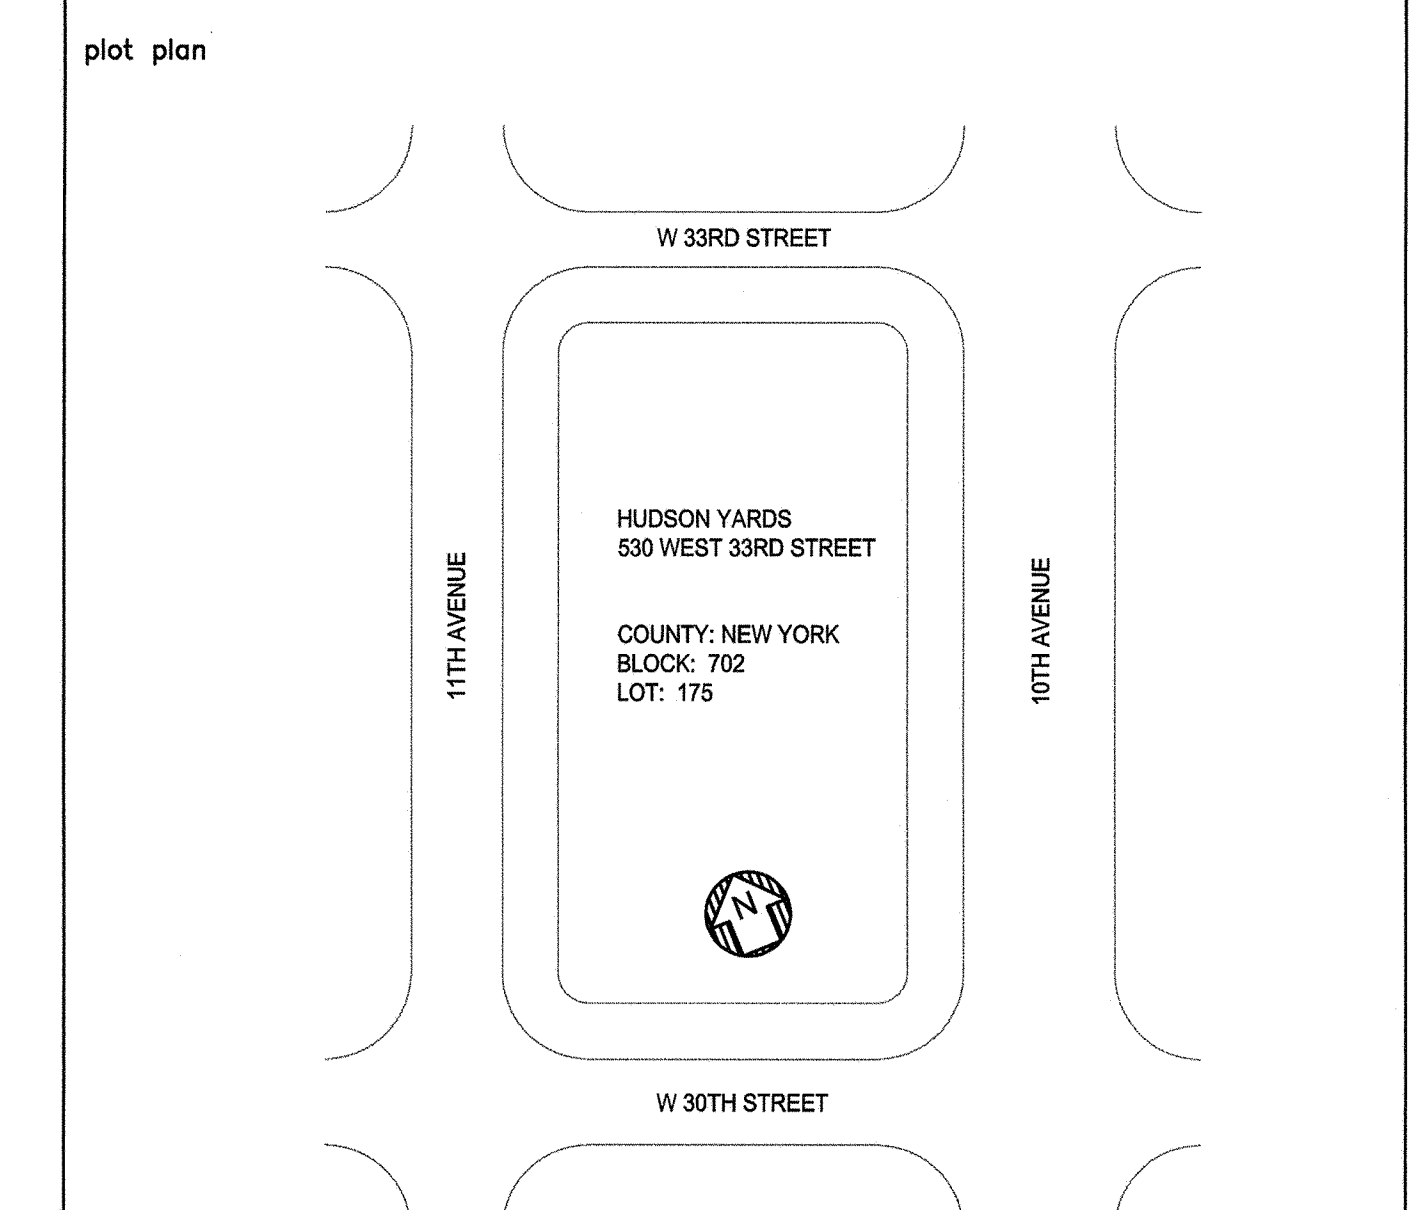 plot plan
W 33RD STREET
HUDSON YARDS
530 WEST 33RD STREET
11TH AVENUE
10TH AVENUE
COUNTY: NEW YORK
BLOCK: 702
LOT: 175
N
W 30TH STREET